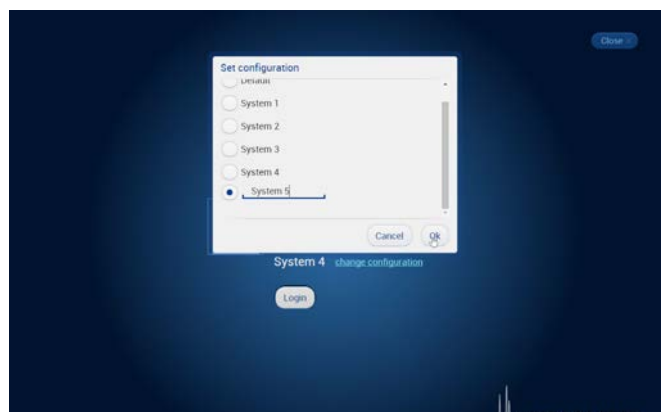 Close
Set configuration
Default
System 1
System 2
System 3
System 4
System 5
Cancel Ok
System 4 change configuration
Login